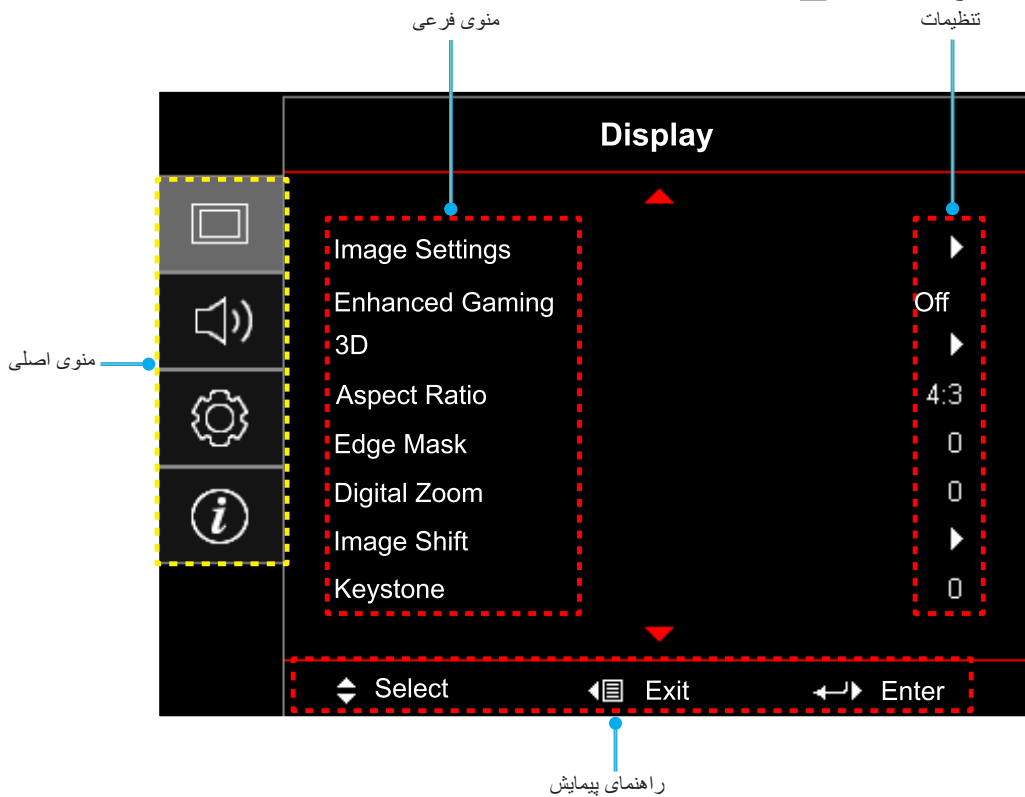 تنظیمات
منوی فرعی
Display
Image Settings
Enhanced Gaming Off
3D
منوی اصلی
Aspect Ratio 4:3
Edge Mask 0
Digital Zoom 0
Image Shift
Keystone 0
Select Exit Enter
راهنمای پیمایش